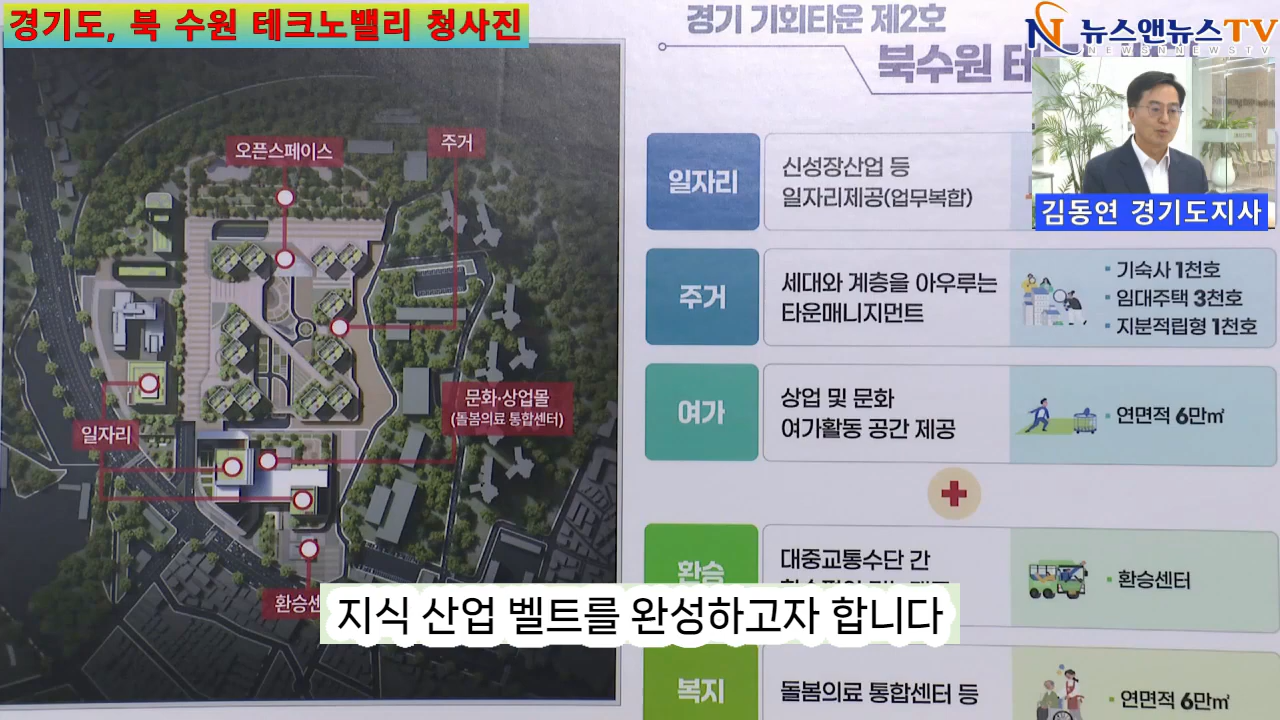 경기도, 북 수원 테크노밸리 청사진
경기 기회타운 제2호
북수원 테
뉴스앤뉴스TV
NEWSNNEWSTV
김동연 경기도지사
오픈스페이스
주거
문화·상업몰
(돌봄의료 통합센터)
일자리
일자리
신성장산업 등
일자리제공(업무복합)
주거
세대와 계층을 아우루는
타운매니지먼트
· 기숙사 1천호
· 임대주택 3천호
· 지분적립형 1천호
여가
상업 및 문화
여가활동 공간 제공
· 연면적 6만㎡
+
환승
대중교통수단 간
· 환승센터
지식 산업 벨트를 완성하고자 합니다
복지
돌봄의료 통합센터 등
· 연면적 6만㎡